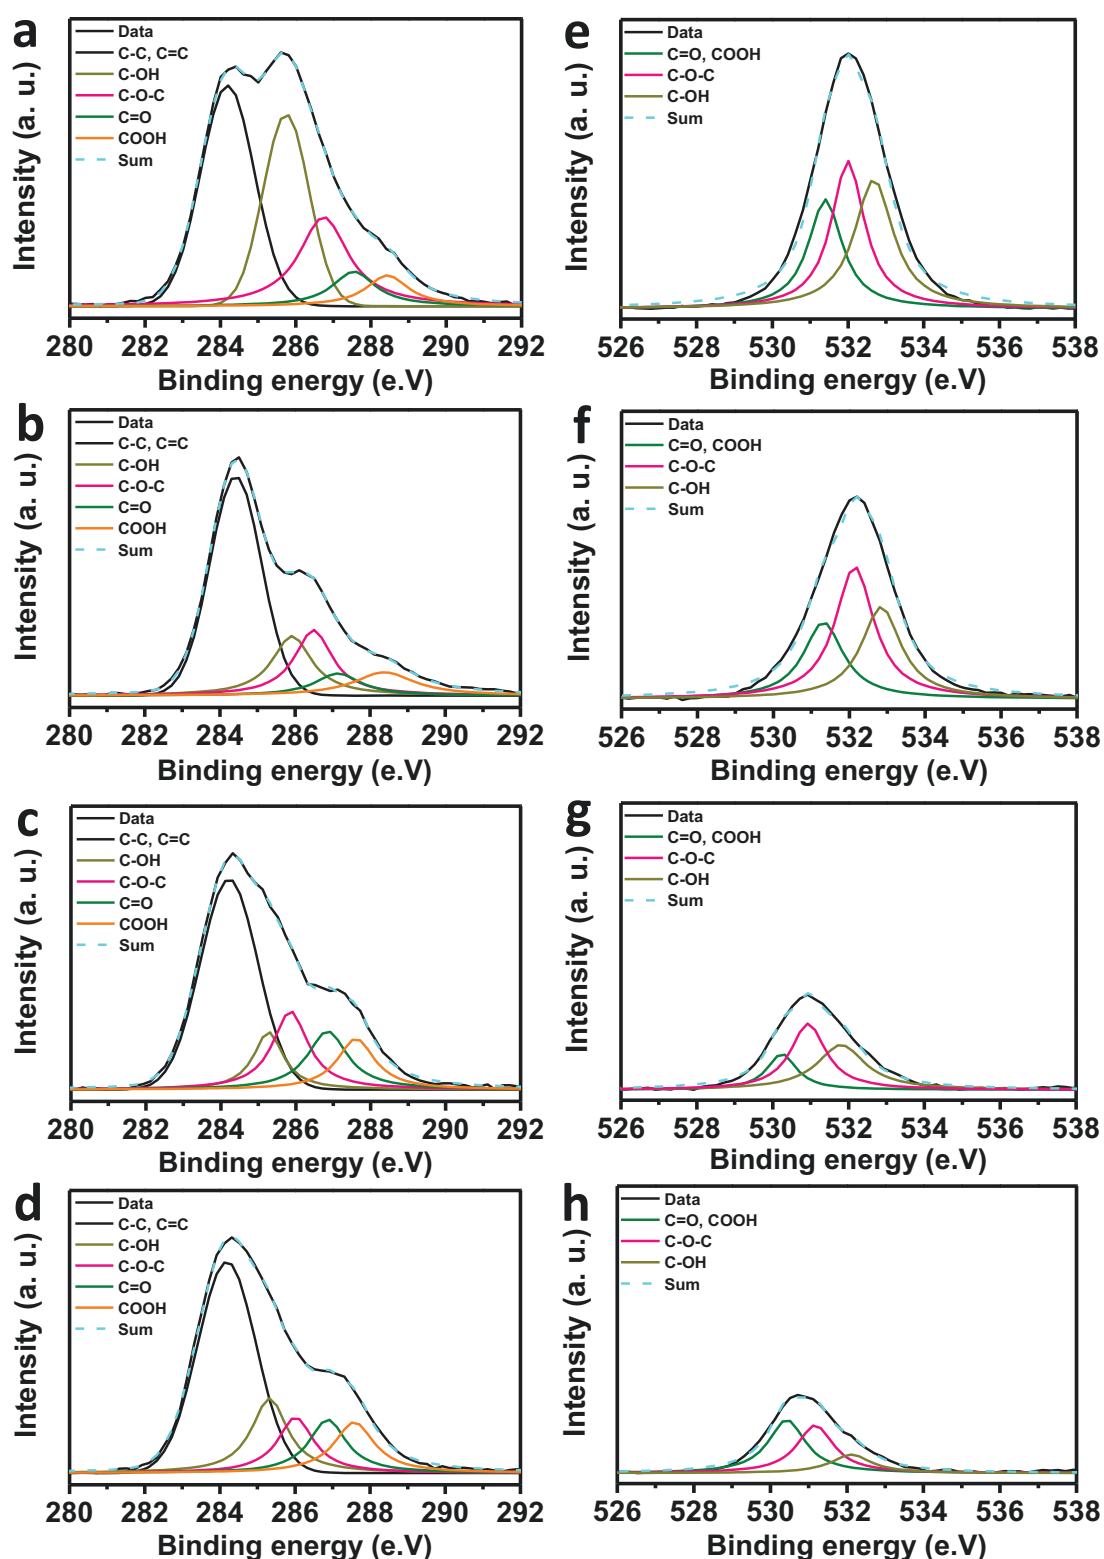 a
Data
C-C, C=C
C-OH
C-O-C
C=O
COOH
Sum
Intensity (a. u.)
280 282 284 286 288 290 292
Binding energy (e.V)
e
Data
C=O, COOH
C-O-C
C-OH
Sum
Intensity (a. u.)
526 528 530 532 534 536 538
Binding energy (e.V)
b
Data
C-C, C=C
C-OH
C-O-C
C=O
COOH
Sum
Intensity (a. u.)
280 282 284 286 288 290 292
Binding energy (e.V)
f
Data
C=O, COOH
C-O-C
C-OH
Sum
Intensity (a. u.)
526 528 530 532 534 536 538
Binding energy (e.V)
c
Data
C-C, C=C
C-OH
C-O-C
C=O
COOH
Sum
Intensity (a. u.)
280 282 284 286 288 290 292
Binding energy (e.V)
g
Data
C=O, COOH
C-O-C
C-OH
Sum
Intensity (a. u.)
526 528 530 532 534 536 538
Binding energy (e.V)
d
Data
C-C, C=C
C-OH
C-O-C
C=O
COOH
Sum
Intensity (a. u.)
280 282 284 286 288 290 292
Binding energy (e.V)
h
Data
C=O, COOH
C-O-C
C-OH
Sum
Intensity (a. u.)
526 528 530 532 534 536 538
Binding energy (e.V)